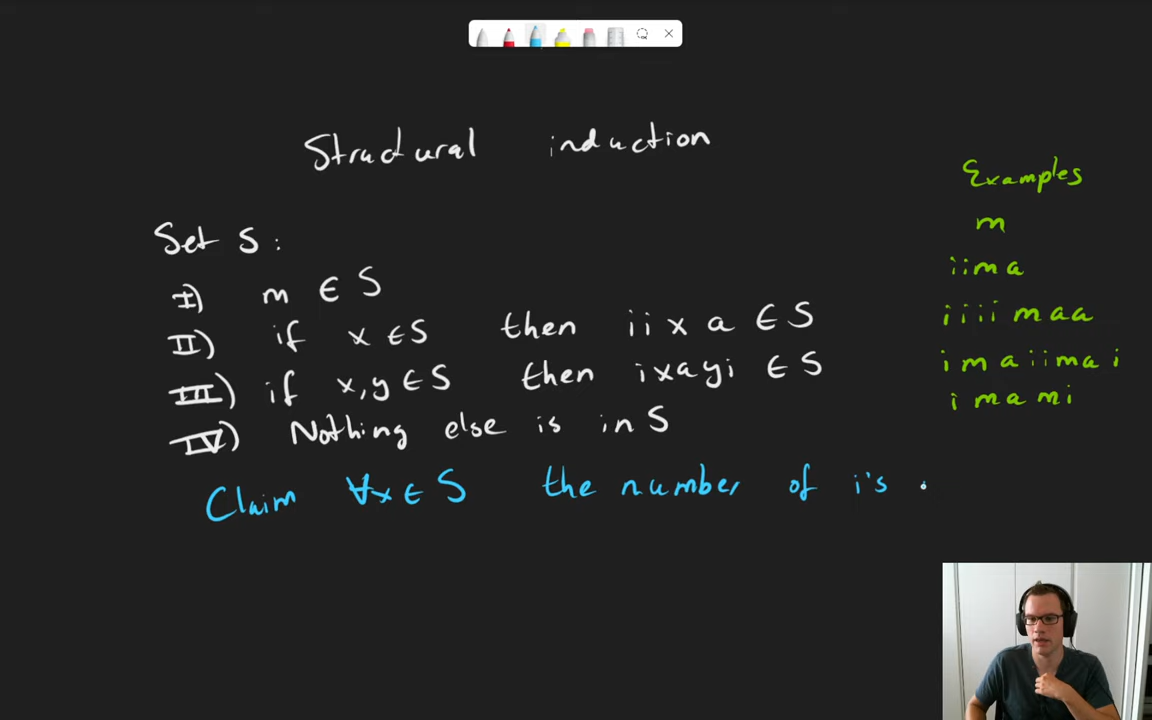 Structural induction
Set S:
I) m ∈ S
II) if x ∈ S then iixa ∈ S
III) if x,y ∈ S then ixayi ∈ S
IV) Nothing else is in S
Claim ∀x ∈ S the number of i's
Examples
m
iima
iiiimaa
imaiimai
imami